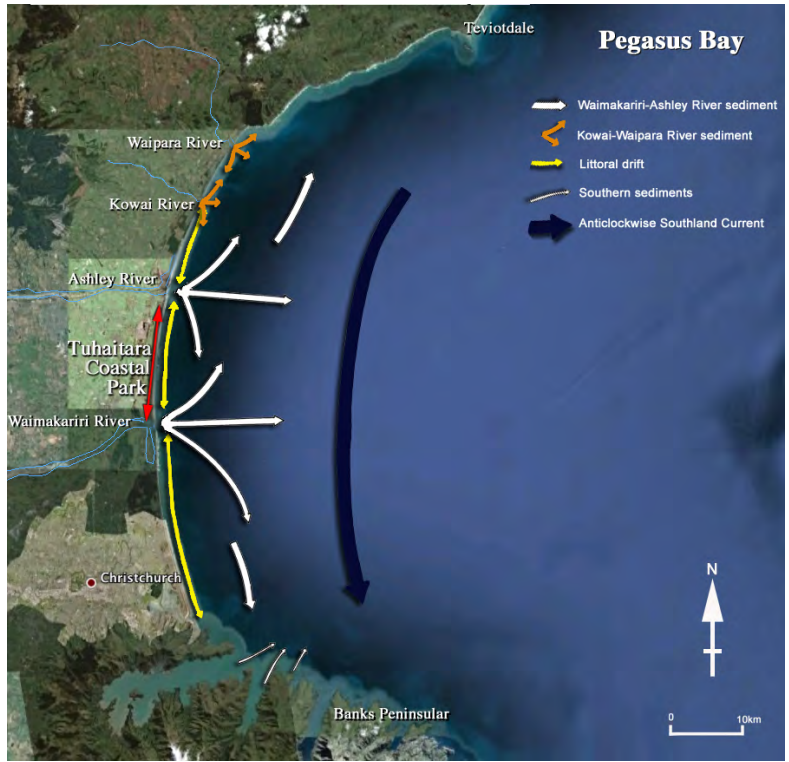 Teviotdale
Pegasus Bay
Waimakariri-Ashley River sediment
Kowai-Waipara River sediment
Littoral drift
Southern sediments
Anticlockwise Southland Current
Waipara River
Kowai River
Ashley River
Tuhaitara
Coastal
Park
Waimakariri River
Christchurch
Banks Peninsular
N
0 10km